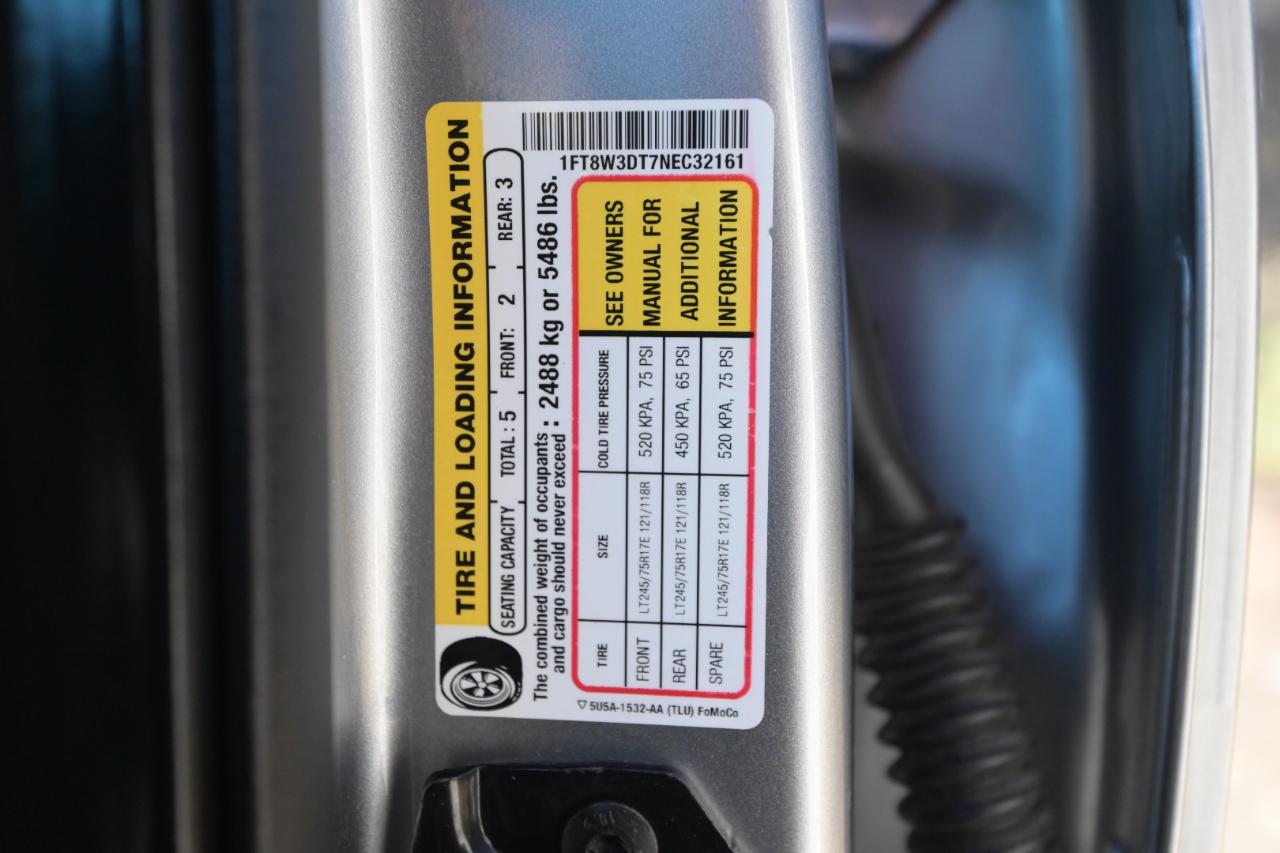 TIRE AND LOADING INFORMATION
SEATING CAPACITY TOTAL : 5 FRONT: 2 REAR: 3
The combined weight of occupants
and cargo should never exceed : 2488 kg or 5486 lbs.
1FT8W3DT7NEC32161
TIRE SIZE COLD TIRE PRESSURE
FRONT LT245/75R17E 121/118R 520 KPA, 75 PSI
REAR LT245/75R17E 121/118R 450 KPA, 65 PSI
SPARE LT245/75R17E 121/118R 520 KPA, 75 PSI
SEE OWNERS
MANUAL FOR
ADDITIONAL
INFORMATION
5U5A-1532-AA (TLU) FoMoCo